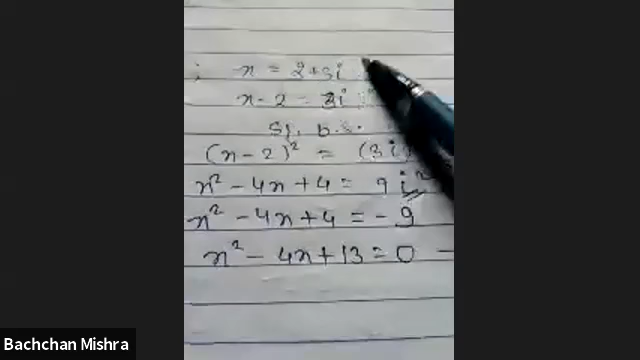 ; x = 2+3i
x - 2 = 3i
Sq. b.s.
(x - 2)² = (3i)
x² - 4x + 4 = 9i²
x² - 4x + 4 = - 9
x² - 4x + 13 = 0 -
Bachchan Mishra